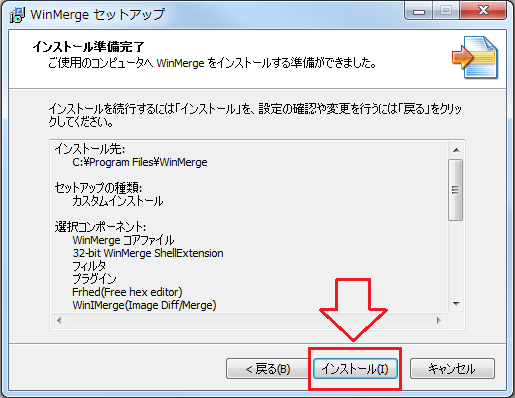 WinMerge セットアップ
インストール準備完了
ご使用のコンピュータへ WinMerge をインストールする準備ができました。
インストールを続行するには「インストール」を、設定の確認や変更を行うには「戻る」をクリッ
クしてください。
インストール先:
C:¥Program Files¥WinMerge
セットアップの種類:
カスタムインストール
選択コンポーネント:
WinMerge コアファイル
32-bit WinMerge ShellExtension
フィルタ
プラグイン
Frhed(Free hex editor)
WinIMerge(Image Diff/Merge)
< 戻る(B)
インストール(I)
キャンセル